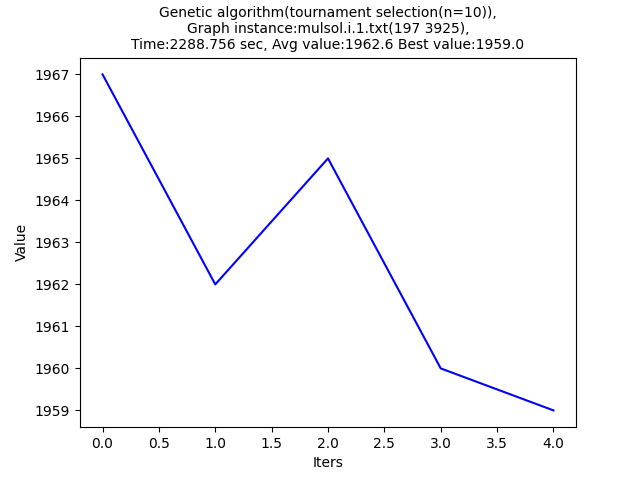 Genetic algorithm(tournament selection(n=10)),
Graph instance:mulsol.i.1.txt(197 3925),
Time:2288.756 sec, Avg value:1962.6 Best value:1959.0
1967
1966
1965
1964
1963
1962
1961
1960
1959
Value
0.0 0.5 1.0 1.5 2.0 2.5 3.0 3.5 4.0
Iters